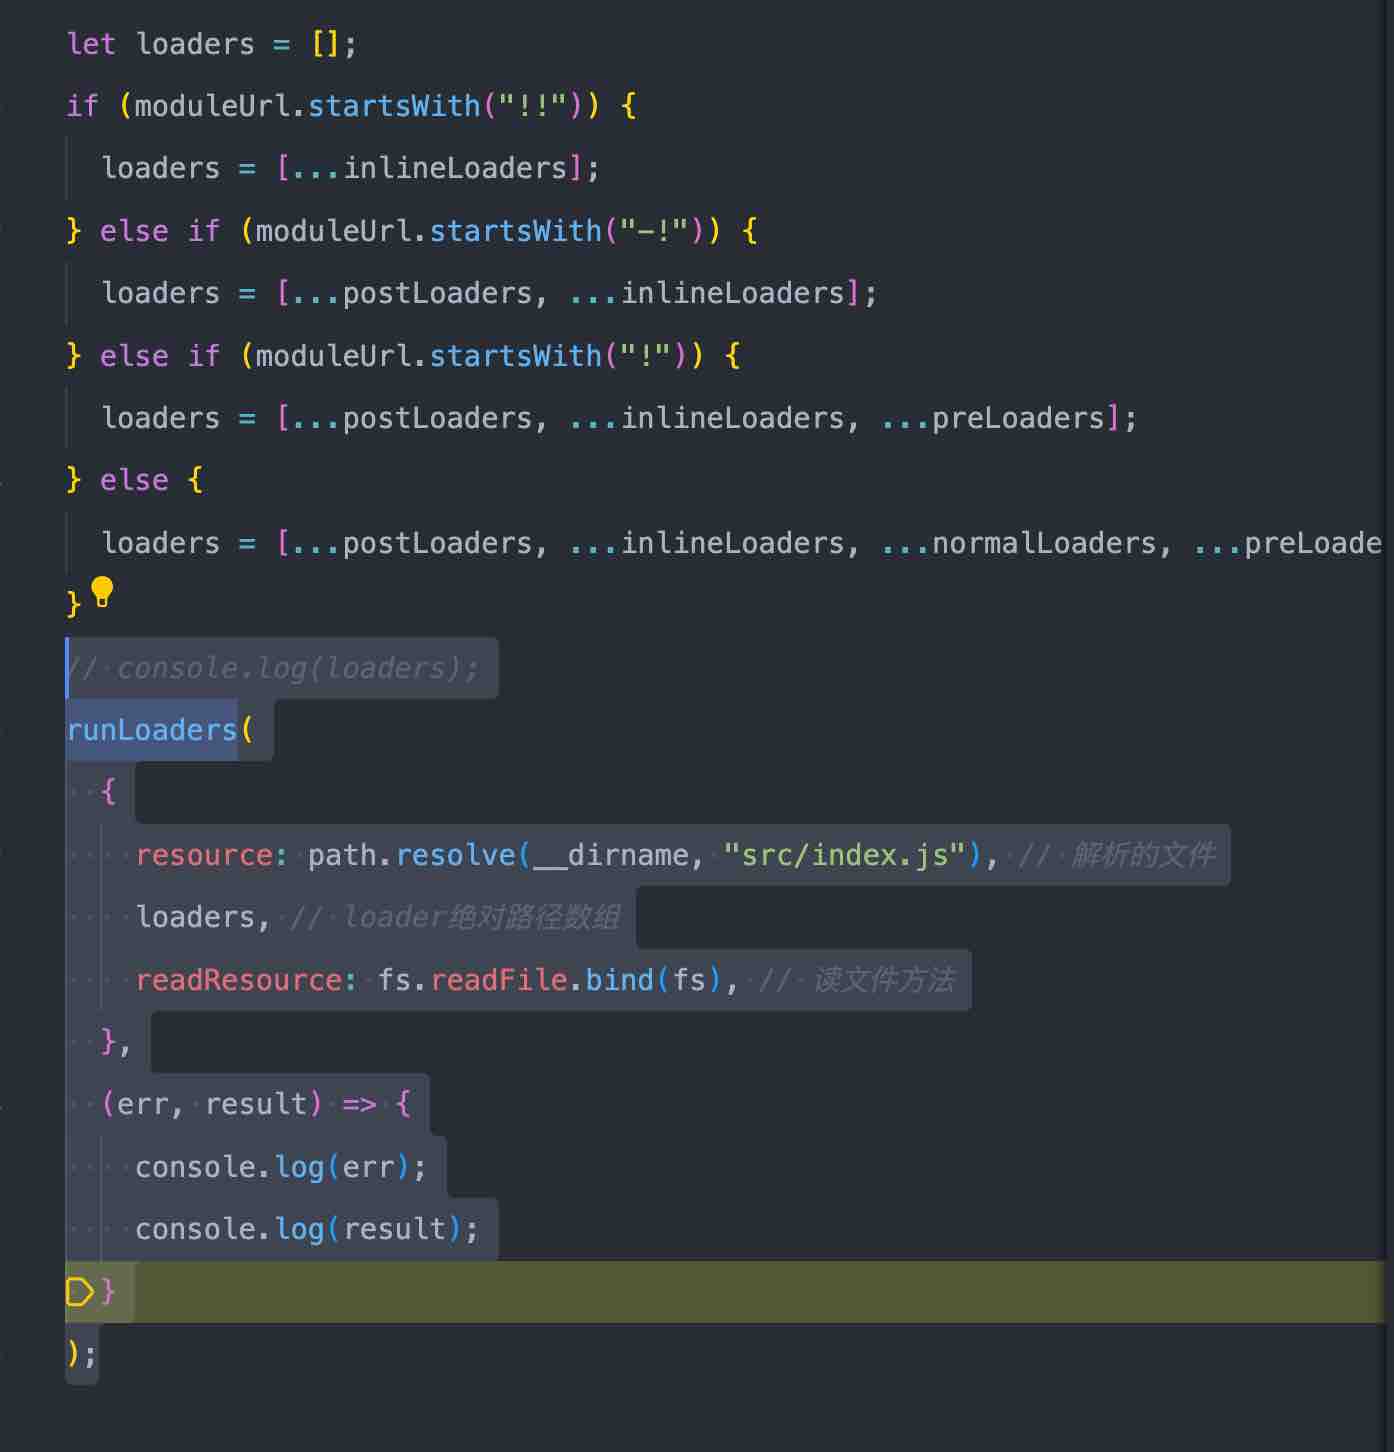 let loaders = [];
if (moduleUrl.startsWith("!!")) {
  loaders = [...inlineLoaders];
} else if (moduleUrl.startsWith("-!")) {
  loaders = [...postLoaders, ...inlineLoaders];
} else if (moduleUrl.startsWith("!")) {
  loaders = [...postLoaders, ...inlineLoaders, ...preLoaders];
} else {
  loaders = [...postLoaders, ...inlineLoaders, ...normalLoaders, ...preLoade
}
// console.log(loaders);
runLoaders(
  {
    resource: path.resolve(__dirname, "src/index.js"), // 解析的文件
    loaders, // loader绝对路径数组
    readResource: fs.readFile.bind(fs), // 读文件方法
  },
  (err, result) => {
    console.log(err);
    console.log(result);
  }
);